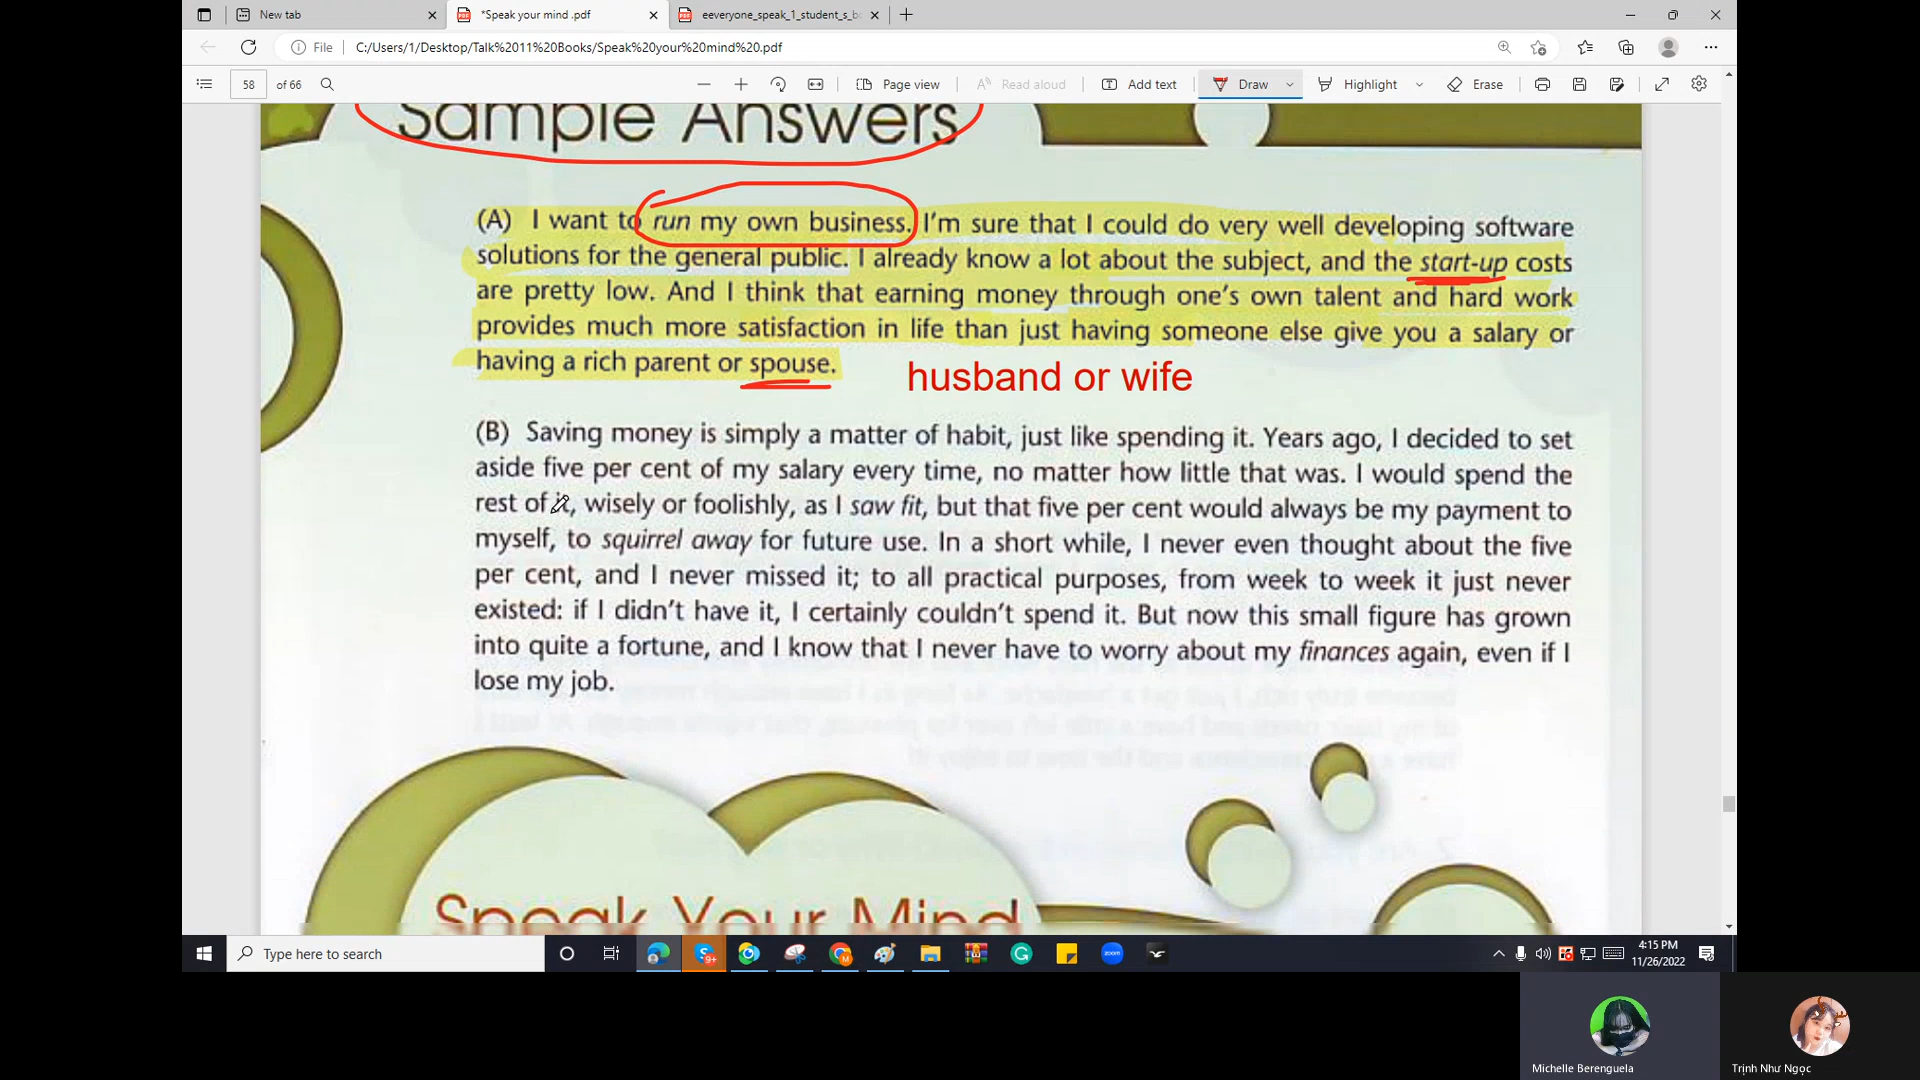 New tab
*Speak your mind .pdf
eeveryone_speak_1_student_s_bo
File
C:/Users/1/Desktop/Talk%2011%20Books/Speak%20your%20mind%20.pdf
58 of 66
Page view
Read aloud
Add text
Draw
Highlight
Erase
Sample Answers
(A) I want to run my own business. I'm sure that I could do very well developing software
solutions for the general public. I already know a lot about the subject, and the start-up costs
are pretty low. And I think that earning money through one's own talent and hard work
provides much more satisfaction in life than just having someone else give you a salary or
having a rich parent or spouse.
husband or wife
(B) Saving money is simply a matter of habit, just like spending it. Years ago, I decided to set
aside five per cent of my salary every time, no matter how little that was. I would spend the
rest of it, wisely or foolishly, as I saw fit, but that five per cent would always be my payment to
myself, to squirrel away for future use. In a short while, I never even thought about the five
per cent, and I never missed it; to all practical purposes, from week to week it just never
existed: if I didn't have it, I certainly couldn't spend it. But now this small figure has grown
into quite a fortune, and I know that I never have to worry about my finances again, even if I
lose my job.
Speak Your Mind
Type here to search
9+
zoom
4:15 PM
11/26/2022
Michelle Berenguela
Trịnh Như Ngọc